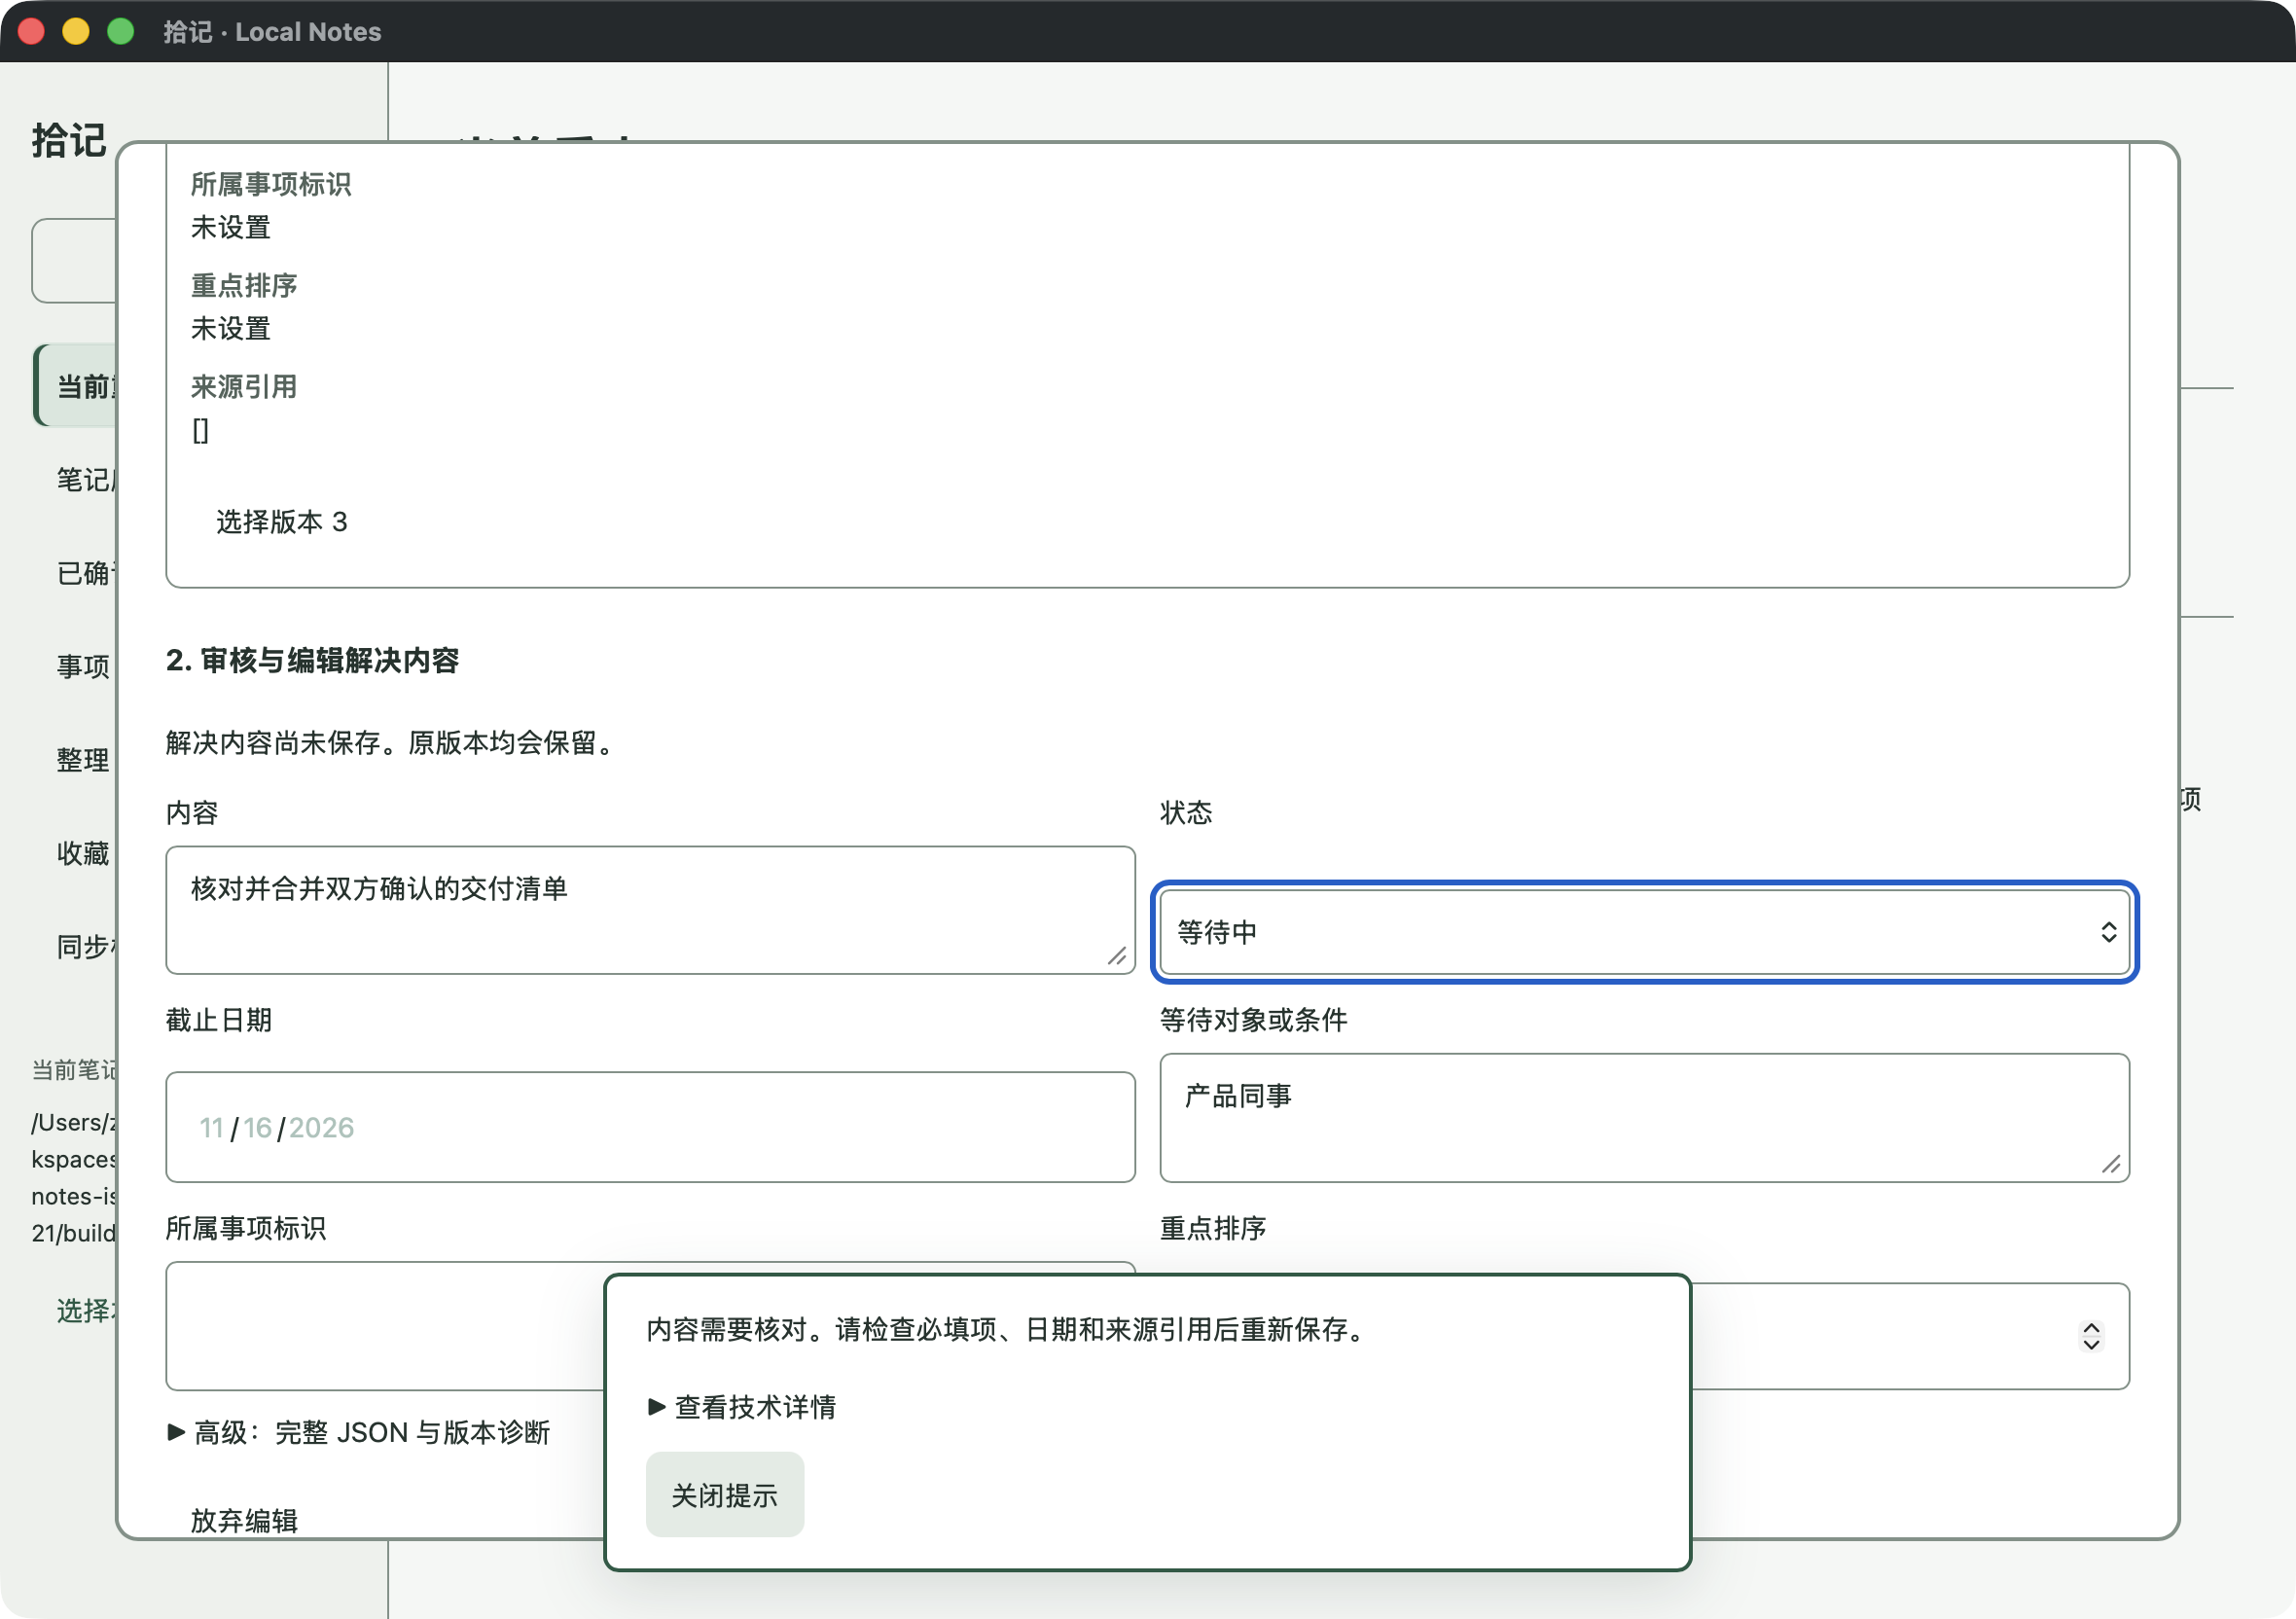 拾记 · Local Notes
拾记
当前
笔记
已确
事项
整理
收藏
同步
当前笔记
/Users/z
kspaces
notes-is
21/build
选择
所属事项标识
未设置
重点排序
未设置
来源引用
[]
选择版本 3
2. 审核与编辑解决内容
解决内容尚未保存。原版本均会保留。
内容
核对并合并双方确认的交付清单
状态
等待中
截止日期
11/16/2026
等待对象或条件
产品同事
所属事项标识
重点排序
高级：完整 JSON 与版本诊断
放弃编辑
内容需要核对。请检查必填项、日期和来源引用后重新保存。
查看技术详情
关闭提示
项